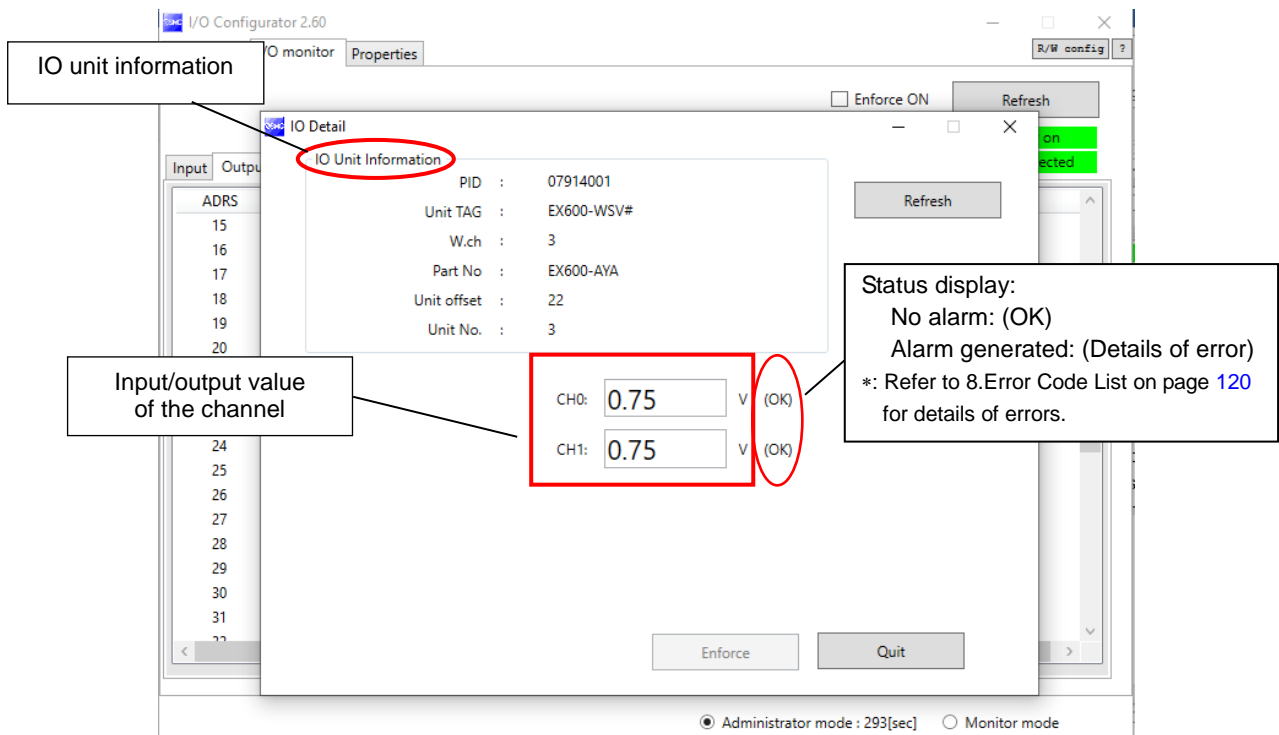 I/O Configurator 2.60
I/O monitor
Properties
R/W config
?
IO unit information
Enforce ON
Refresh
IO Detail
on
Input
Outpu
ected
IO Unit Information
PID : 07914001
Refresh
ADRS
Unit TAG : EX600-WSV#
15
W.ch : 3
16
Part No : EX600-AYA
17
Unit offset : 22
18
Unit No. : 3
19
20
Status display:
No alarm: (OK)
Alarm generated: (Details of error)
*: Refer to 8.Error Code List on page 120
for details of errors.
Input/output value
of the channel
CH0: 0.75 V (OK)
CH1: 0.75 V (OK)
24
25
26
27
28
29
30
31
Enforce
Quit
Administrator mode : 293[sec]
Monitor mode